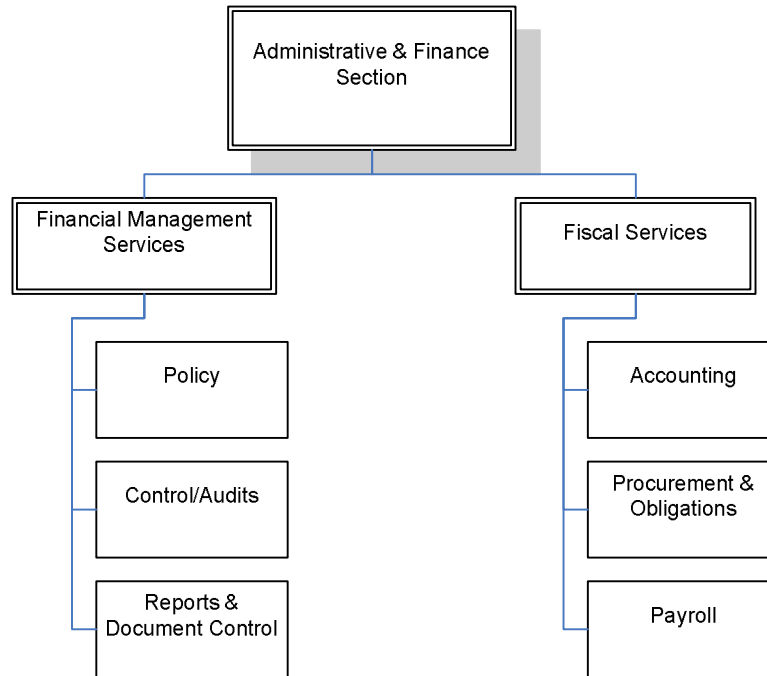 Administrative & Finance
Section
Financial Management
Services
Fiscal Services
Policy
Accounting
Control/Audits
Procurement &
Obligations
Reports &
Document Control
Payroll